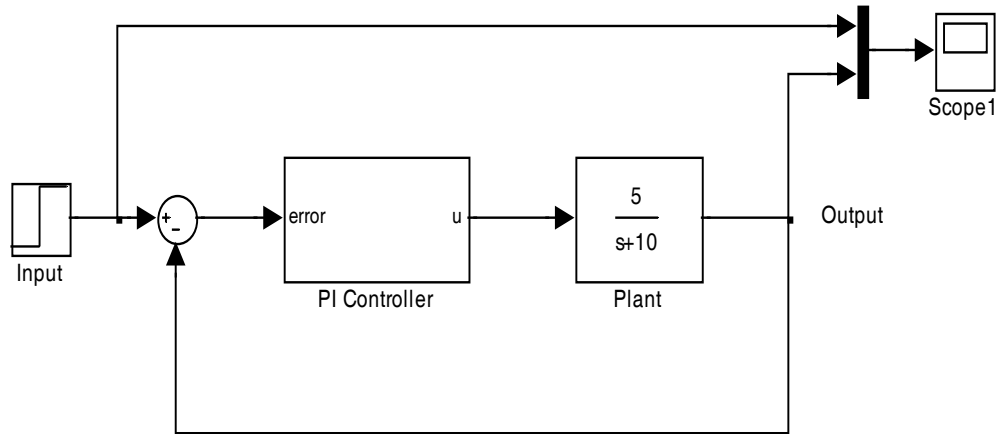 Scope1
Input
+
-
error
u
PI Controller
5
s+10
Plant
Output